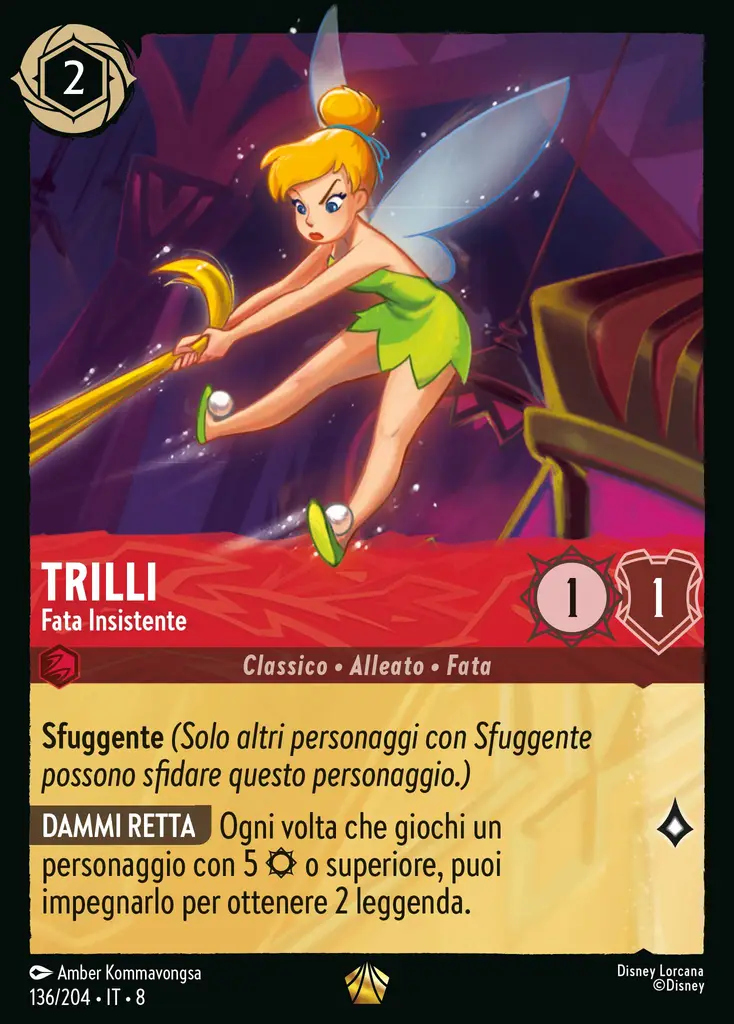 2
TRILLI
Fata Insistente
1
1
Classico • Alleato • Fata
Sfuggente (Solo altri personaggi con Sfuggente
possono sfidare questo personaggio.)
DAMMI RETTA Ogni volta che giochi un
personaggio con 5 o superiore, puoi
impegnarlo per ottenere 2 leggenda.
Amber Kommavongsa
136/204 • IT • 8
Disney Lorcana
©Disney